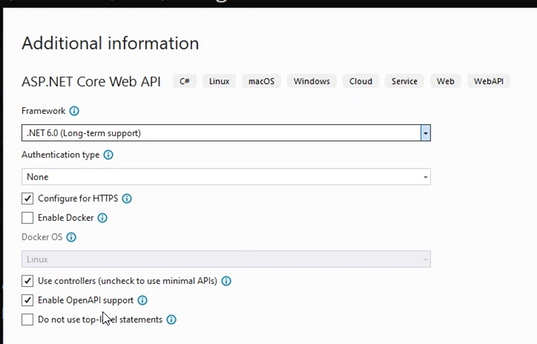 Additional information
ASP.NET Core Web API C# Linux macOS Windows Cloud Service Web WebAPI
Framework
.NET 6.0 (Long-term support)
Authentication type
None
Configure for HTTPS
Enable Docker
Docker OS
Linux
Use controllers (uncheck to use minimal APIs)
Enable OpenAPI support
Do not use top-level statements